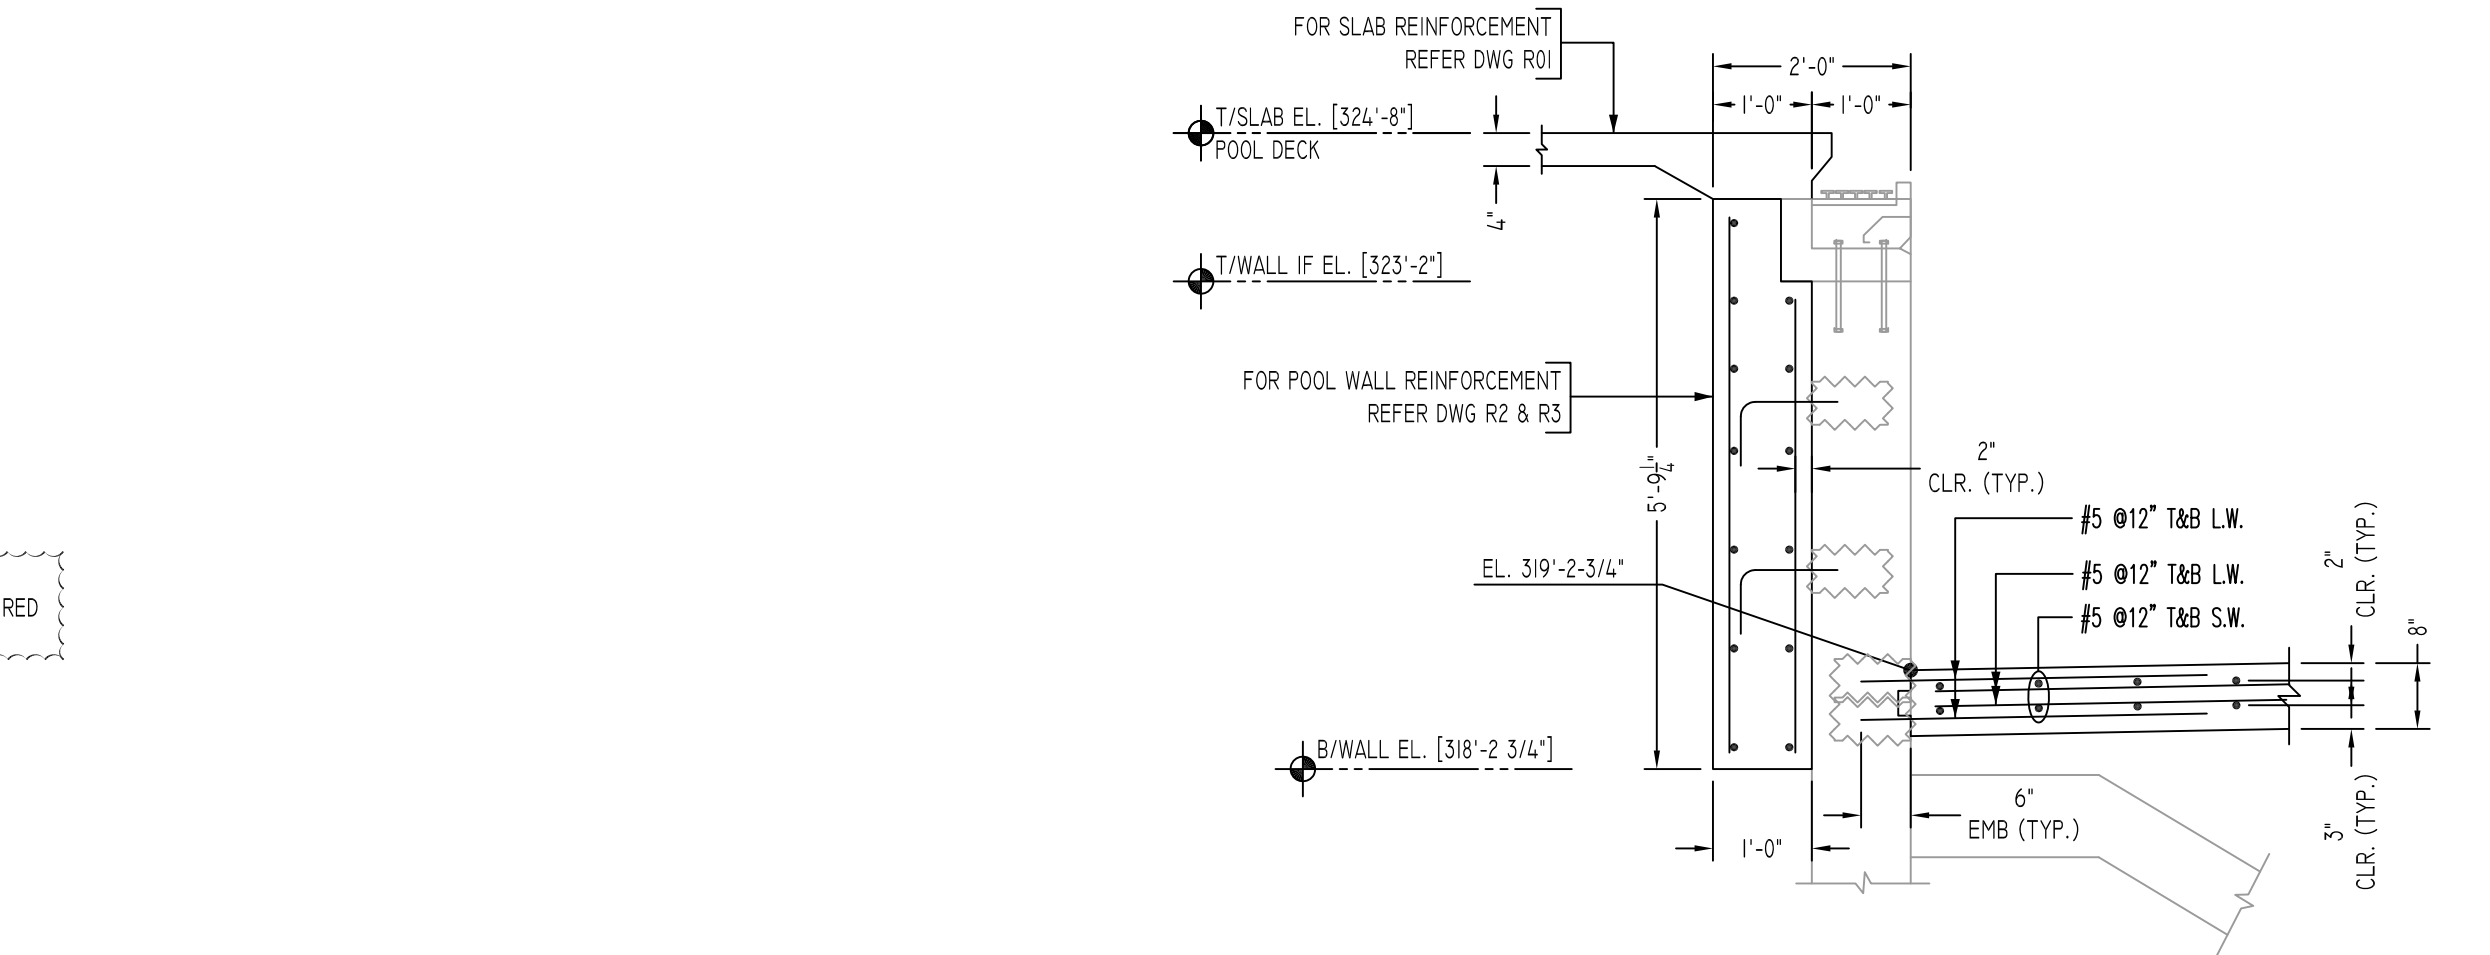 FOR SLAB REINFORCEMENT
REFER DWG R01
2'-0"
1'-0" 1'-0"
T/SLAB EL. [324'-8"]
POOL DECK
4"
T/WALL IF EL. [323'-2"]
FOR POOL WALL REINFORCEMENT
REFER DWG R2 & R3
5'-9 1/4"
2"
CLR. (TYP.)
#5 @12" T&B L.W.
EL. 319'-2-3/4"
#5 @12" T&B L.W.
#5 @12" T&B S.W.
2"
CLR. (TYP.)
8"
RED
B/WALL EL. [318'-2 3/4"]
6"
EMB (TYP.)
1'-0"
3"
CLR. (TYP.)